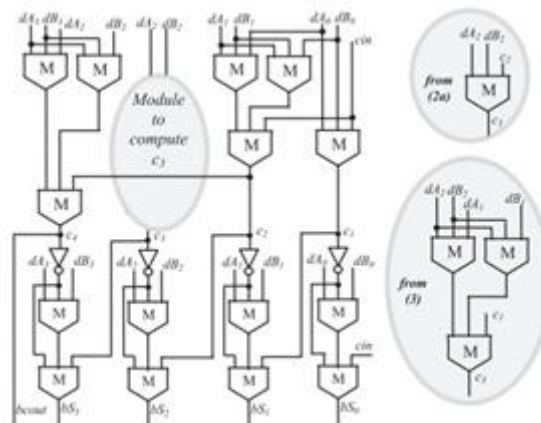 dA₃ dB₃ dA₂ dB₂
dA₂ dB₂
dA₁ dB₁ dA₀ dB₀
cin
M M
M M
Module
to
compute
c₃
M M
M
c₄ c₃ c₂ c₁
dA₃ dB₃ dA₂ dB₂ dA₁ dB₁ dA₀ dB₀
M M M M
cin
M M M M
bcout bS₃ bS₂ bS₁ bS₀
dA₂ dB₂
c₂
M
from
(2a)
c₃
dA₂ dB₂
dA₁
M M
from
(3)
c₁
M
c₃